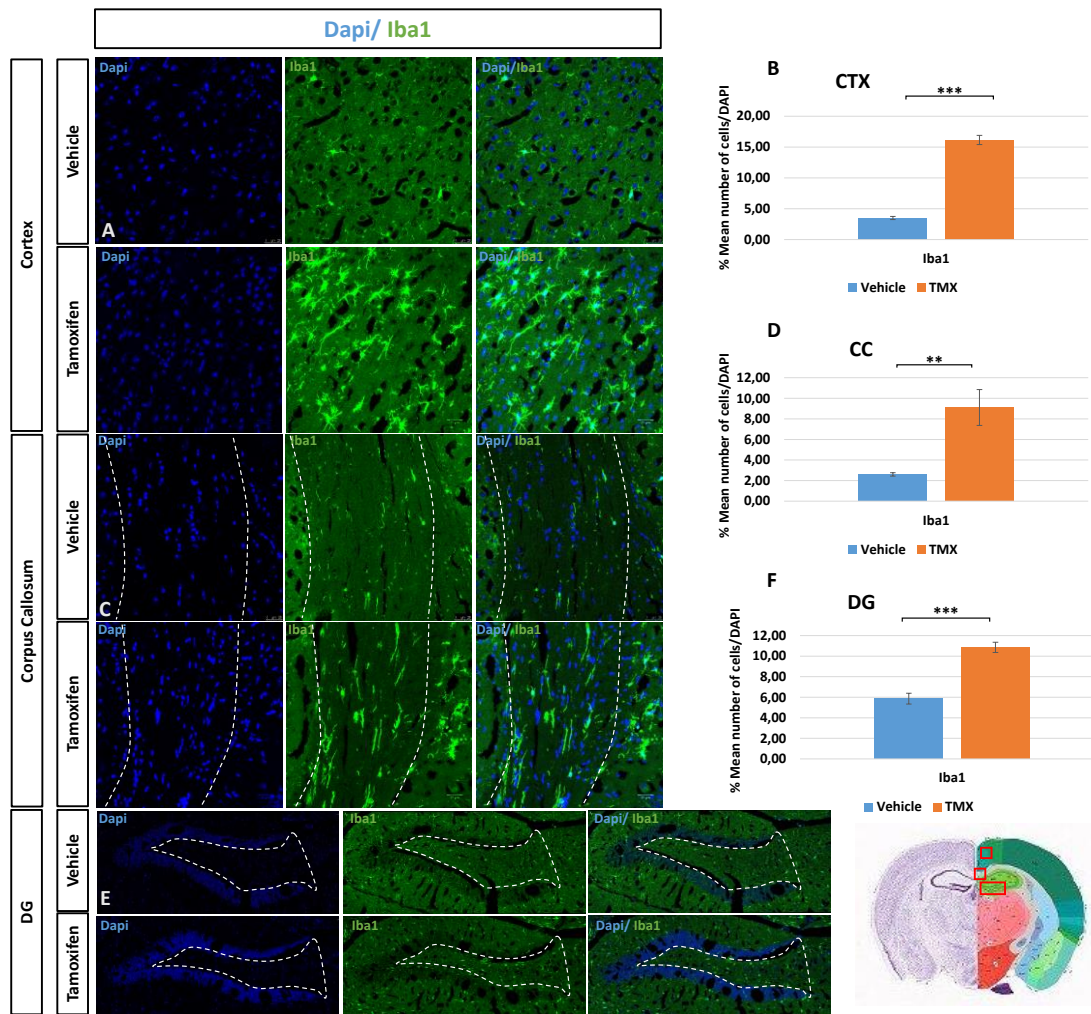 Dapi/ Iba1
Cortex
Vehicle
Dapi
Iba1
Dapi/Iba1
A
Tamoxifen
Dapi
Iba1
Dapi/Iba1
Corpus Callosum
Vehicle
Dapi
Iba1
Dapi/ Iba1
C
Tamoxifen
Dapi
Iba1
Dapi/ Iba1
DG
Vehicle
Dapi
Iba1
Dapi/ Iba1
E
Tamoxifen
Dapi
Iba1
Dapi/ Iba1
B
CTX
***
% Mean number of cells/DAPI
20,00
15,00
10,00
5,00
0,00
Iba1
Vehicle TMX
D
CC
**
% Mean number of cells/DAPI
12,00
10,00
8,00
6,00
4,00
2,00
0,00
Iba1
Vehicle TMX
F
DG
***
% Mean number of cells/DAPI
12,00
10,00
8,00
6,00
4,00
2,00
0,00
Iba1
Vehicle TMX